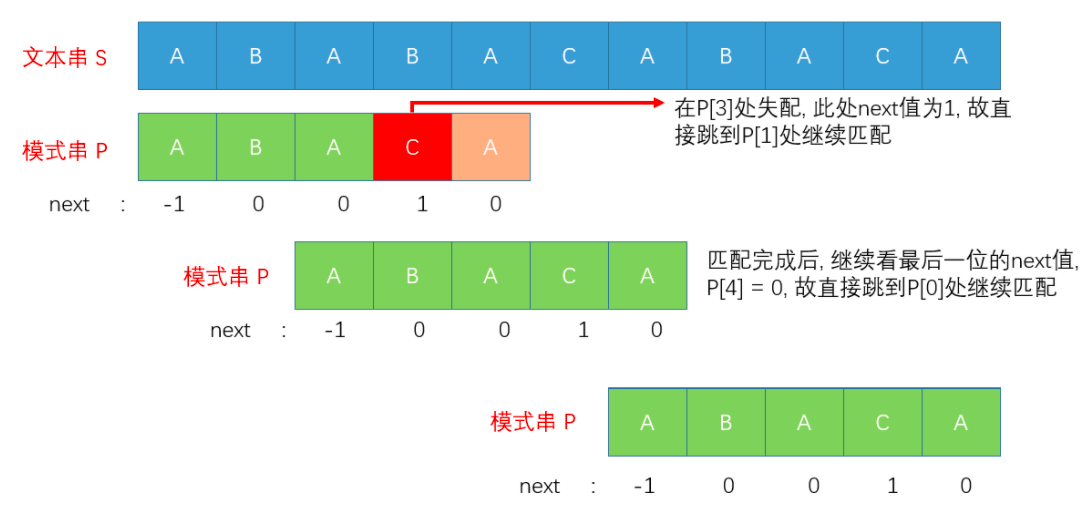 文本串 S A B A B A C A B A C A
在P[3]处失配, 此处next值为1, 故直
接跳到P[1]处继续匹配
模式串 P A B A C A
next : -1 0 0 1 0
模式串 P A B A C A
匹配完成后, 继续看最后一位的next值,
P[4] = 0, 故直接跳到P[0]处继续匹配
next : -1 0 0 1 0
模式串 P A B A C A
next : -1 0 0 1 0